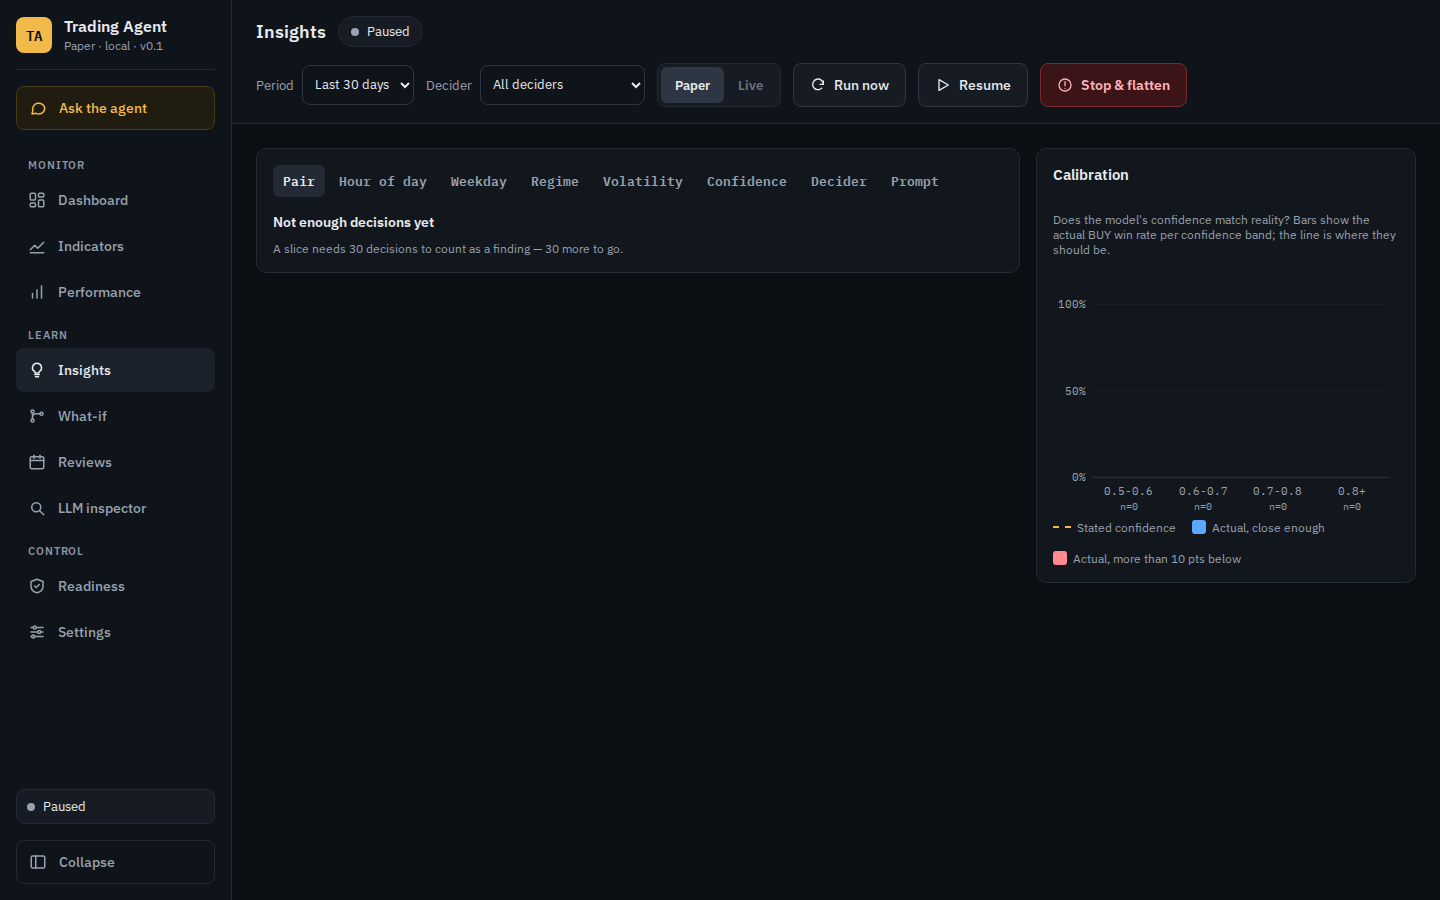 TA
Trading Agent
Paper · local · v0.1
Ask the agent
MONITOR
Dashboard
Indicators
Performance
LEARN
Insights
What-if
Reviews
LLM inspector
CONTROL
Readiness
Settings
Paused
Collapse
Insights
Paused
Period
Last 30 days
Decider
All deciders
Paper
Live
Run now
Resume
Stop & flatten
Pair Hour of day Weekday Regime Volatility Confidence Decider Prompt
Not enough decisions yet
A slice needs 30 decisions to count as a finding — 30 more to go.
Calibration
Does the model's confidence match reality? Bars show the
actual BUY win rate per confidence band; the line is where they
should be.
100%
50%
0%
0.5-0.6 0.6-0.7 0.7-0.8 0.8+
n=0 n=0 n=0 n=0
Stated confidence
Actual, close enough
Actual, more than 10 pts below